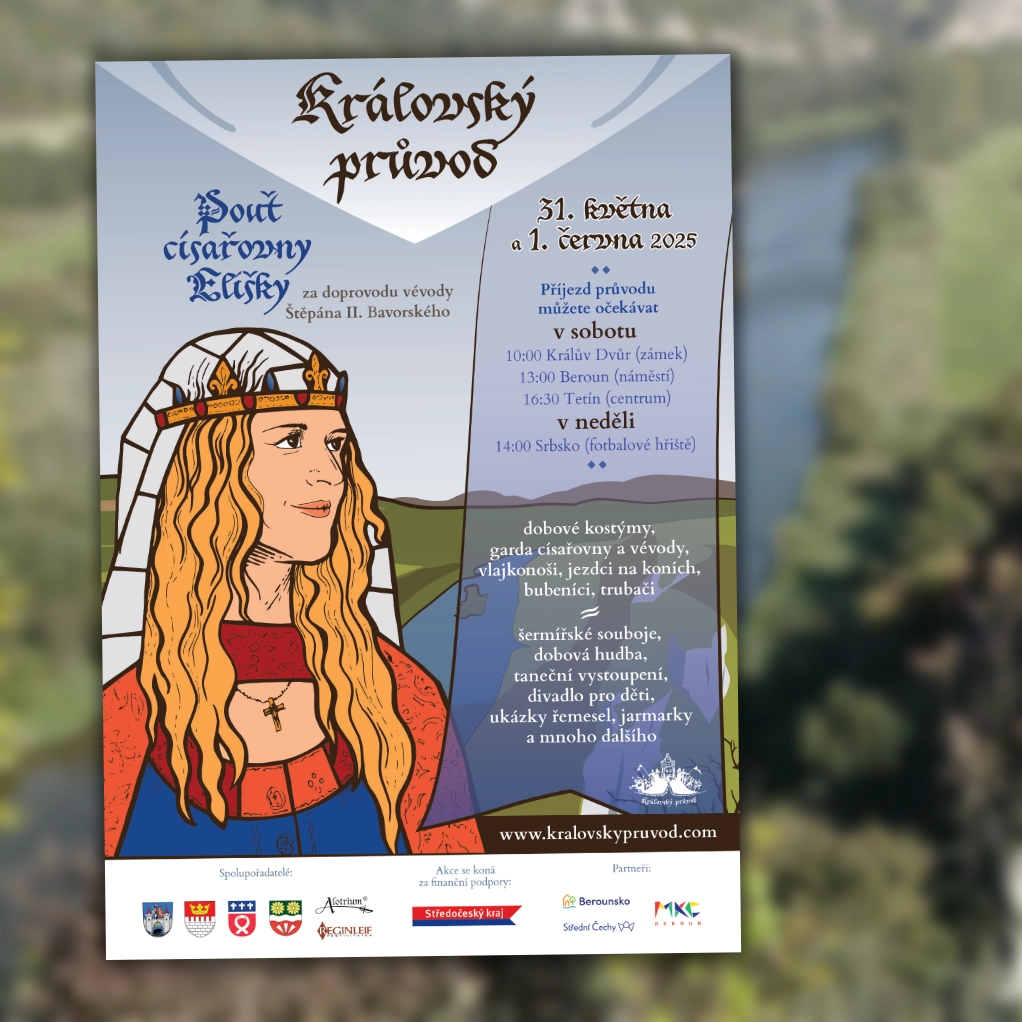 Královský
průvod
Pouť
císařovny
Elišky
za doprovodu vévody
Štěpána II. Bavorského
31. května
a 1. června 2025
Příjezd průvodu
můžete očekávat
v sobotu
10:00 Králův Dvůr (zámek)
13:00 Beroun (náměstí)
16:30 Tetín (centrum)
v neděli
14:00 Srbsko (fotbalové hřiště)
dobové kostýmy,
garda císařovny a vévody,
vlajkonoši, jezdci na koních,
bubeníci, trubači
šermířské souboje,
dobová hudba,
taneční vystoupení,
divadlo pro děti,
ukázky řemesel, jarmarky
a mnoho dalšího
Královský průvod
www.kralovskypruvod.com
Spolupořadatelé:
Alotrium®
REGINLEIF
Akce se koná
za finanční podpory:
Středočeský kraj
Partneři:
Berounsko
Střední Čechy
MKC
BEROUN